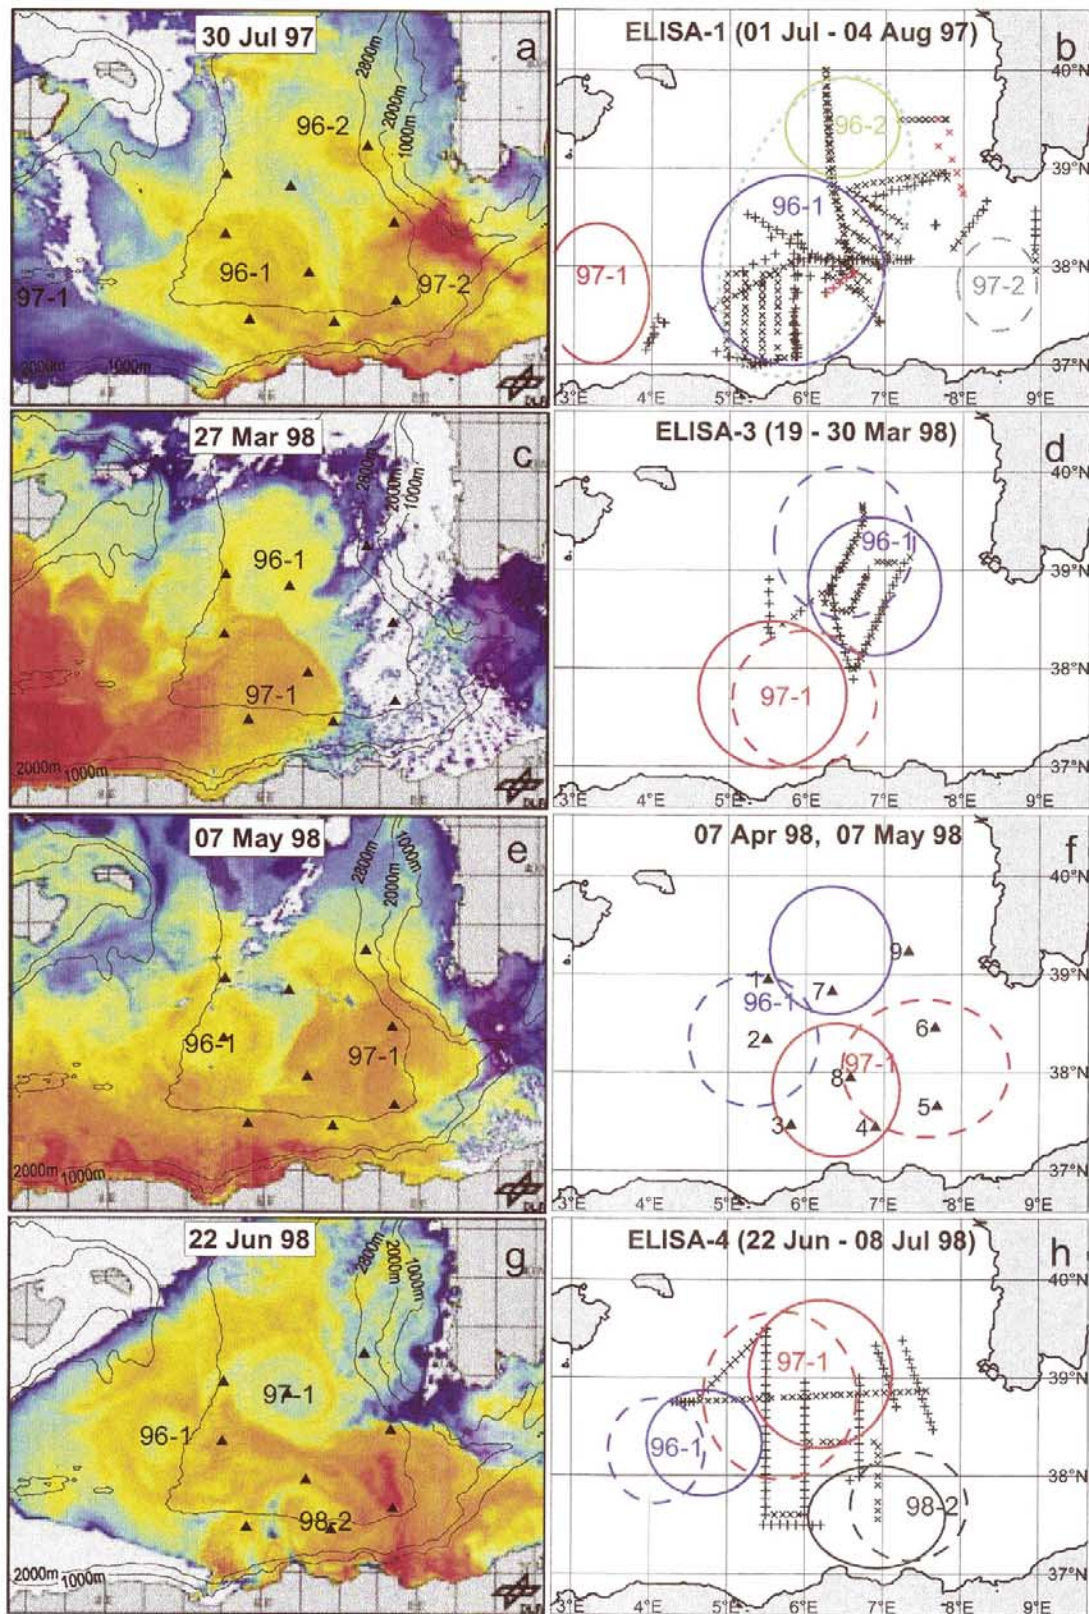 30 Jul 97
a
2800m
2000m
1000m
96-2
96-1
97-2
97-1
2000m
1000m
DLR
ELISA-1 (01 Jul - 04 Aug 97)
b
40°N
96-2
39°N
96-1
97-1
38°N
97-2
37°N
3°E 4°E 5°E 6°E 7°E 8°E 9°E
27 Mar 98
c
2800m
2000m
1000m
96-1
97-1
2000m
1000m
DLR
ELISA-3 (19 - 30 Mar 98)
d
40°N
96-1
39°N
38°N
97-1
37°N
3°E 4°E 5°E 6°E 7°E 8°E 9°E
07 May 98
e
2800m
1000m
2000m
96-1
97-1
2000m
1000m
DLR
07 Apr 98, 07 May 98
f
40°N
9
1
39°N
7
96-1
2
6
97-1
8
38°N
5
3
4
37°N
3°E 4°E 5°E 6°E 7°E 8°E 9°E
22 Jun 98
g
2800m
2000m
1000m
97-1
96-1
98-2
2000m
1000m
DLR
ELISA-4 (22 Jun - 08 Jul 98)
h
40°N
97-1
39°N
96-1
38°N
98-2
37°N
3°E 4°E 5°E 6°E 7°E 8°E 9°E